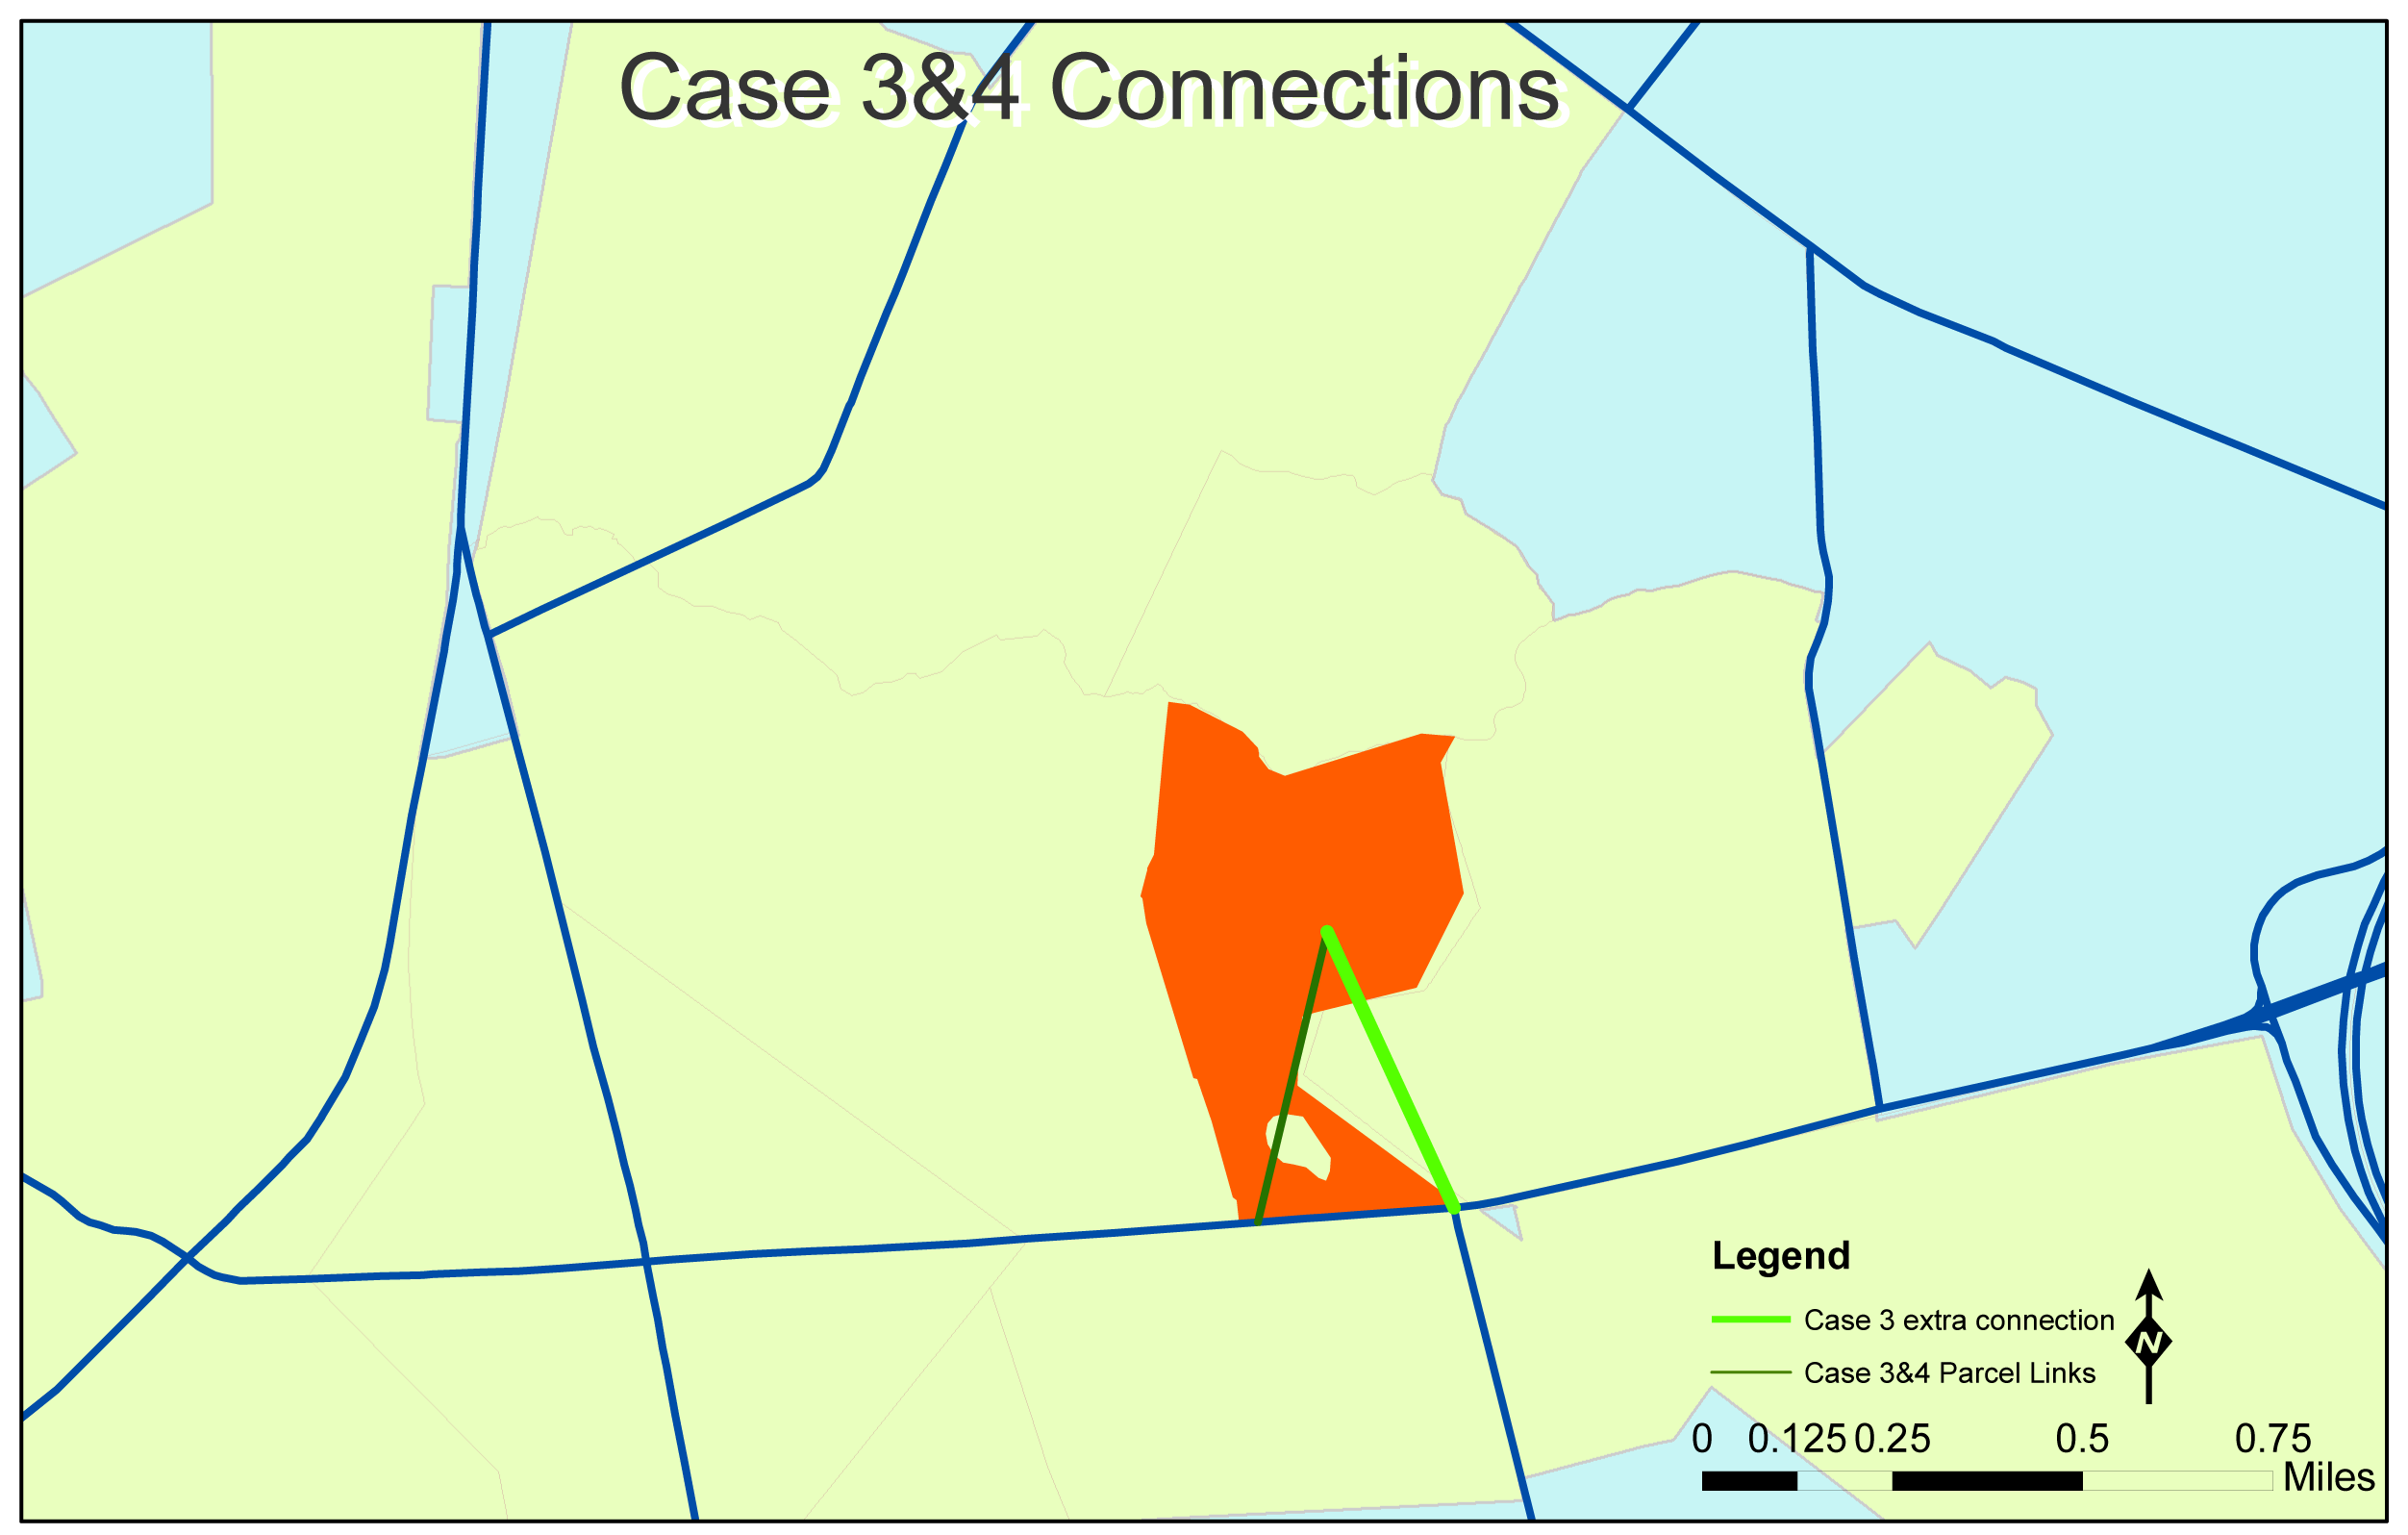 Case 3&4 Connections
Legend
Case 3 extra connection
Case 3&4 Parcel Links
N
0 0.125 0.25 0.5 0.75
Miles